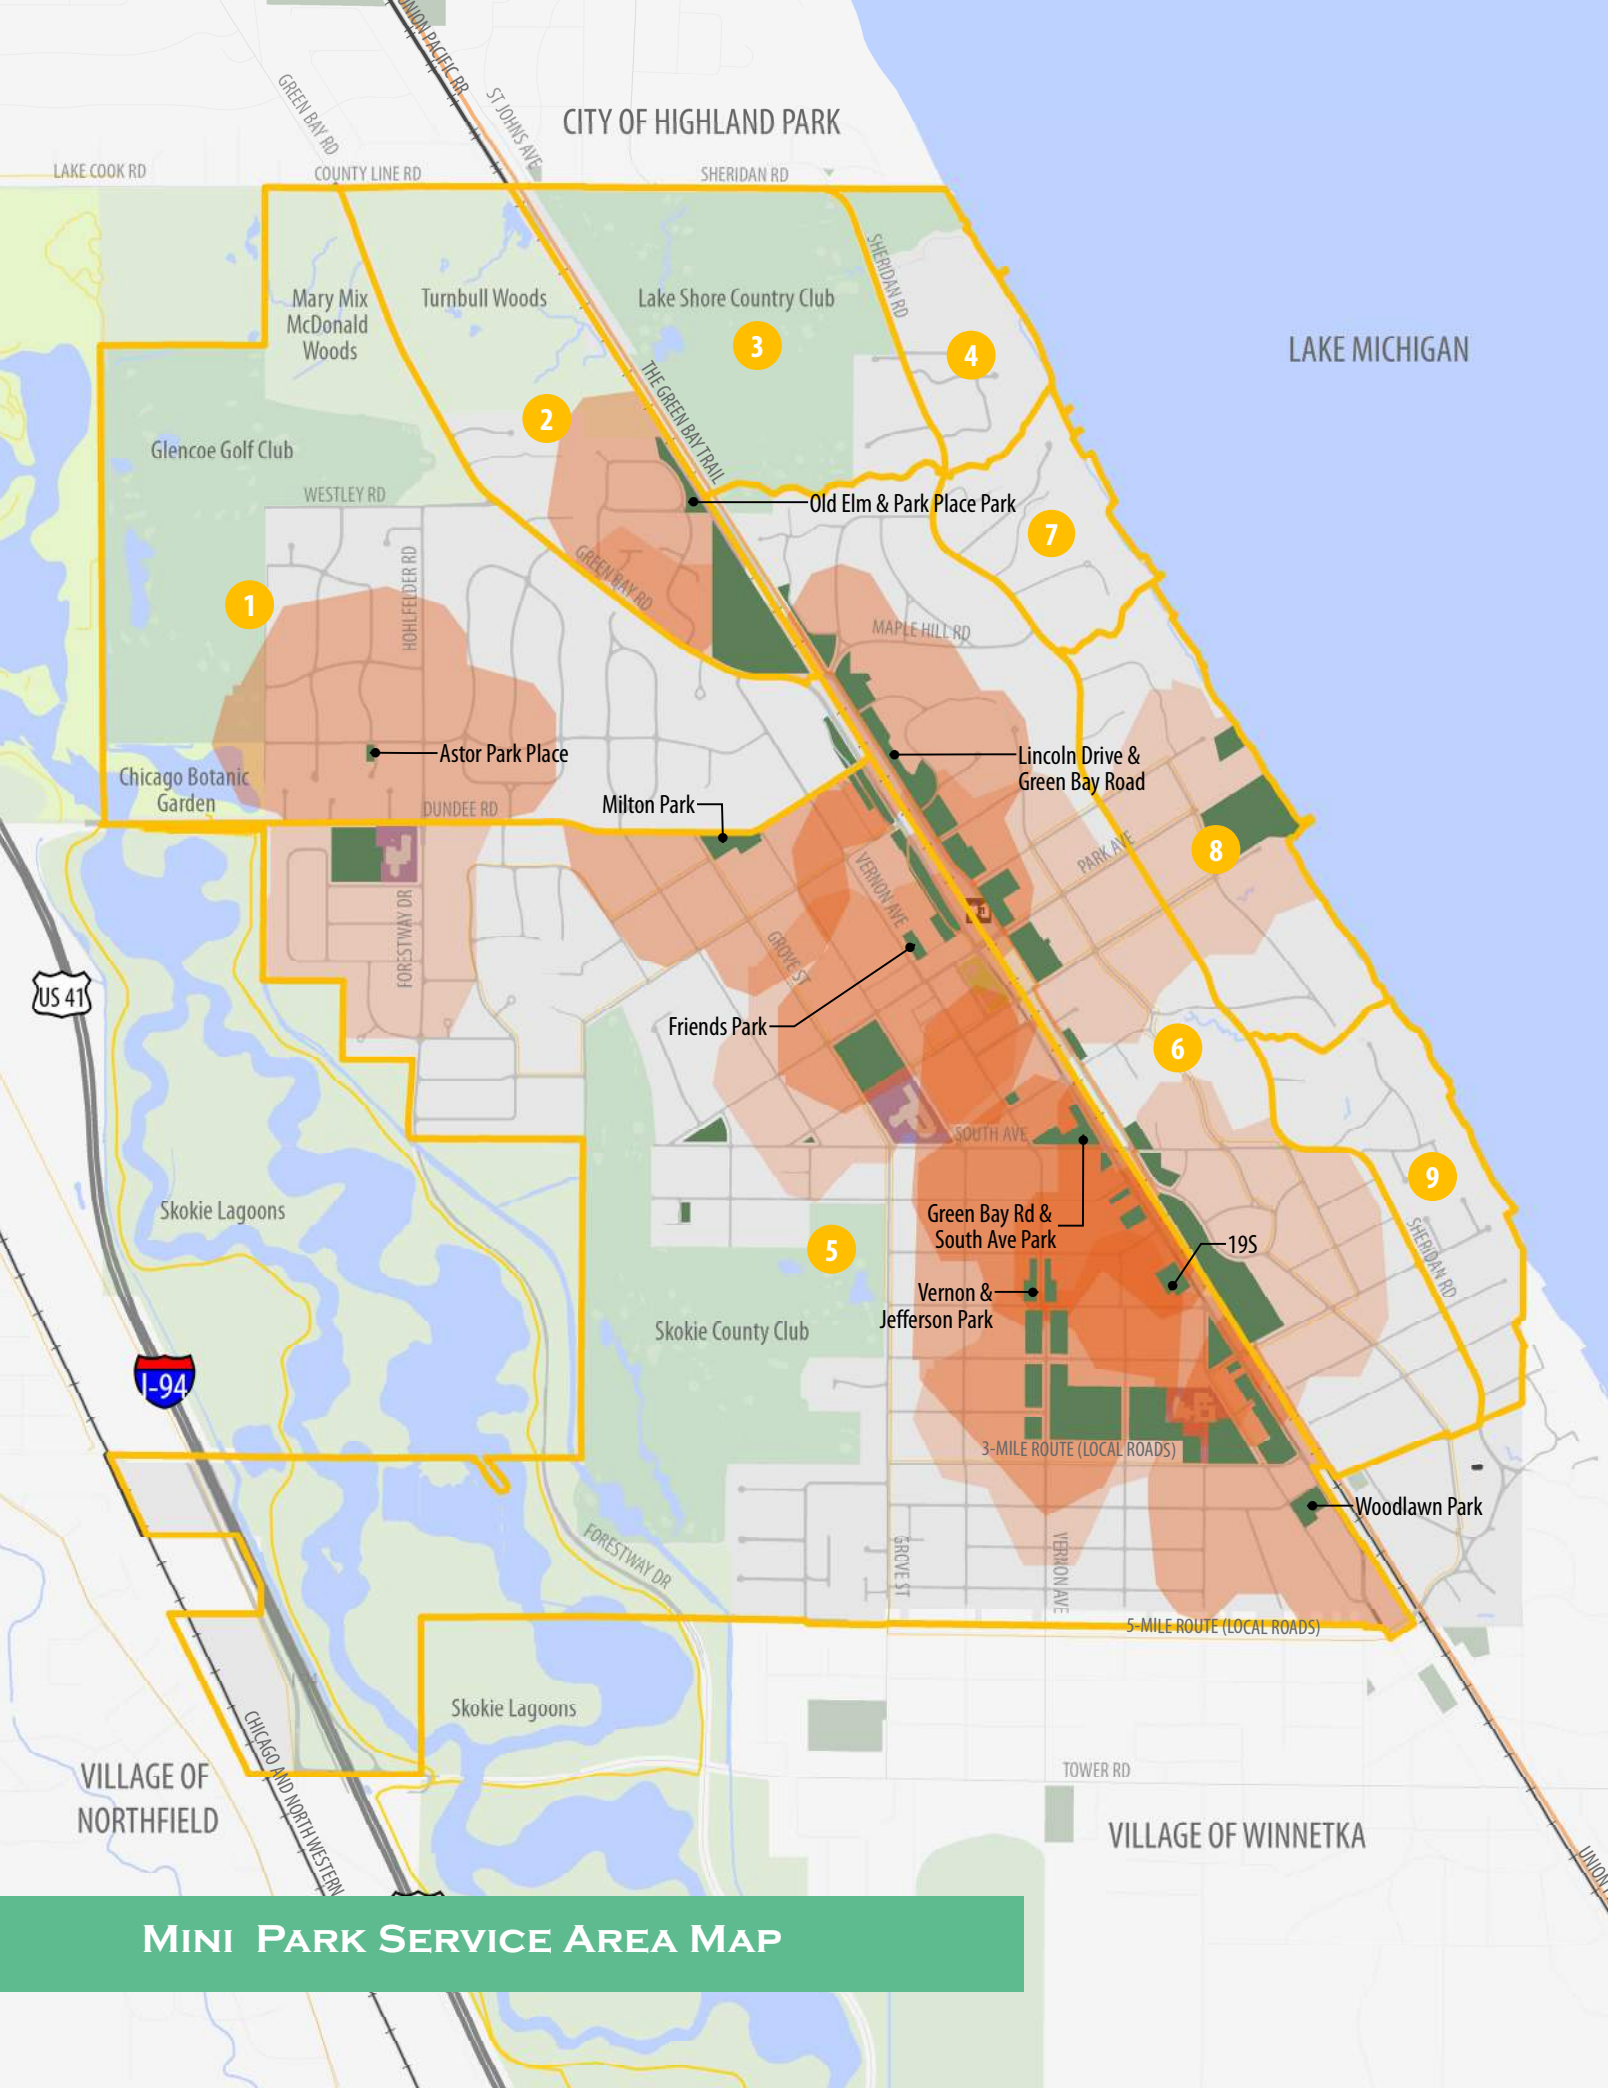 UNION PACIFIC RR
GREEN BAY RD
ST JOHNS AVE
CITY OF HIGHLAND PARK
LAKE COOK RD
COUNTY LINE RD
SHERIDAN RD
SHERIDAN RD
Mary Mix
McDonald
Woods
Turnbull Woods
Lake Shore Country Club
3
4
LAKE MICHIGAN
THE GREEN BAY TRAIL
2
Glencoe Golf Club
WESTLEY RD
Old Elm & Park Place Park
7
HOHLFELDER RD
GREEN BAY RD
1
MAPLE HILL RD
Astor Park Place
Lincoln Drive &
Green Bay Road
Chicago Botanic
Garden
DUNDEE RD
Milton Park
PARK AVE
8
VERNON AVE
FORESTWAY DR
GROVE ST
US 41
Friends Park
6
SOUTH AVE
9
Skokie Lagoons
Green Bay Rd &
South Ave Park
19S
SHERIDAN RD
5
Vernon &
Jefferson Park
Skokie County Club
I-94
3-MILE ROUTE (LOCAL ROADS)
Woodlawn Park
FORESTWAY DR
GROVE ST
VERNON AVE
5-MILE ROUTE (LOCAL ROADS)
Skokie Lagoons
CHICAGO AND NORTH WESTERN
VILLAGE OF
NORTHFIELD
TOWER RD
VILLAGE OF WINNETKA
UNION
MINI PARK SERVICE AREA MAP